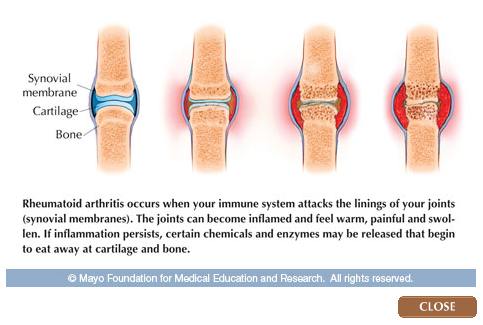 Synovial
membrane
Cartilage
Bone
Rheumatoid arthritis occurs when your immune system attacks the linings of your joints
(synovial membranes). The joints can become inflamed and feel warm, painful and swol-
len. If inflammation persists, certain chemicals and enzymes may be released that begin
to eat away at cartilage and bone.
© Mayo Foundation for Medical Education and Research. All rights reserved.
CLOSE